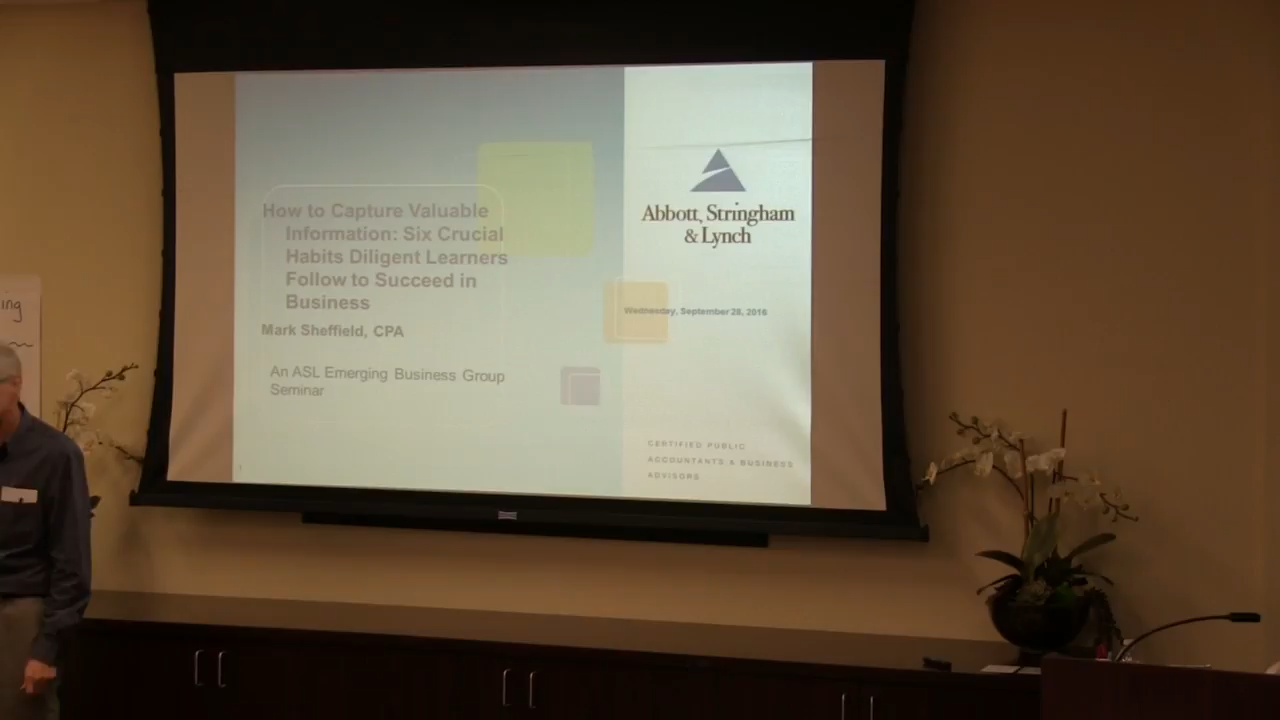 How to Capture Valuable
Information: Six Crucial
Habits Diligent Learners
Follow to Succeed in
Business
Mark Sheffield, CPA
An ASL Emerging Business Group
Seminar
Abbott, Stringham
& Lynch
Wednesday, September 28, 2016
CERTIFIED PUBLIC
ACCOUNTANTS & BUSINESS
ADVISORS
ing